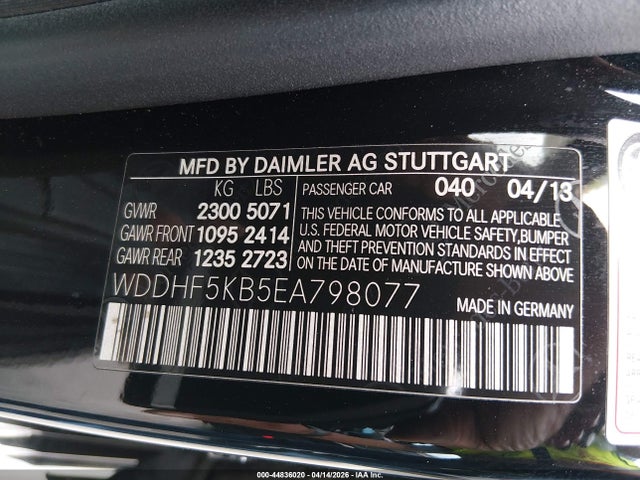 MFD BY DAIMLER AG STUTTGART
KG LBS
GVWR 2300 5071
GAWR FRONT 1095 2414
GAWR REAR 1235 2723
PASSENGER CAR 040 04/13
THIS VEHICLE CONFORMS TO ALL APPLICABLE
U.S. FEDERAL MOTOR VEHICLE SAFETY,BUMPER
AND THEFT PREVENTION STANDARDS IN EFFECT
ON THE DATE OF MANUFACTURE SHOWN ABOVE.
WDDHF5KB5EA798077
MADE IN GERMANY
000-44836020 - 04/14/2026 - IAA, Inc.